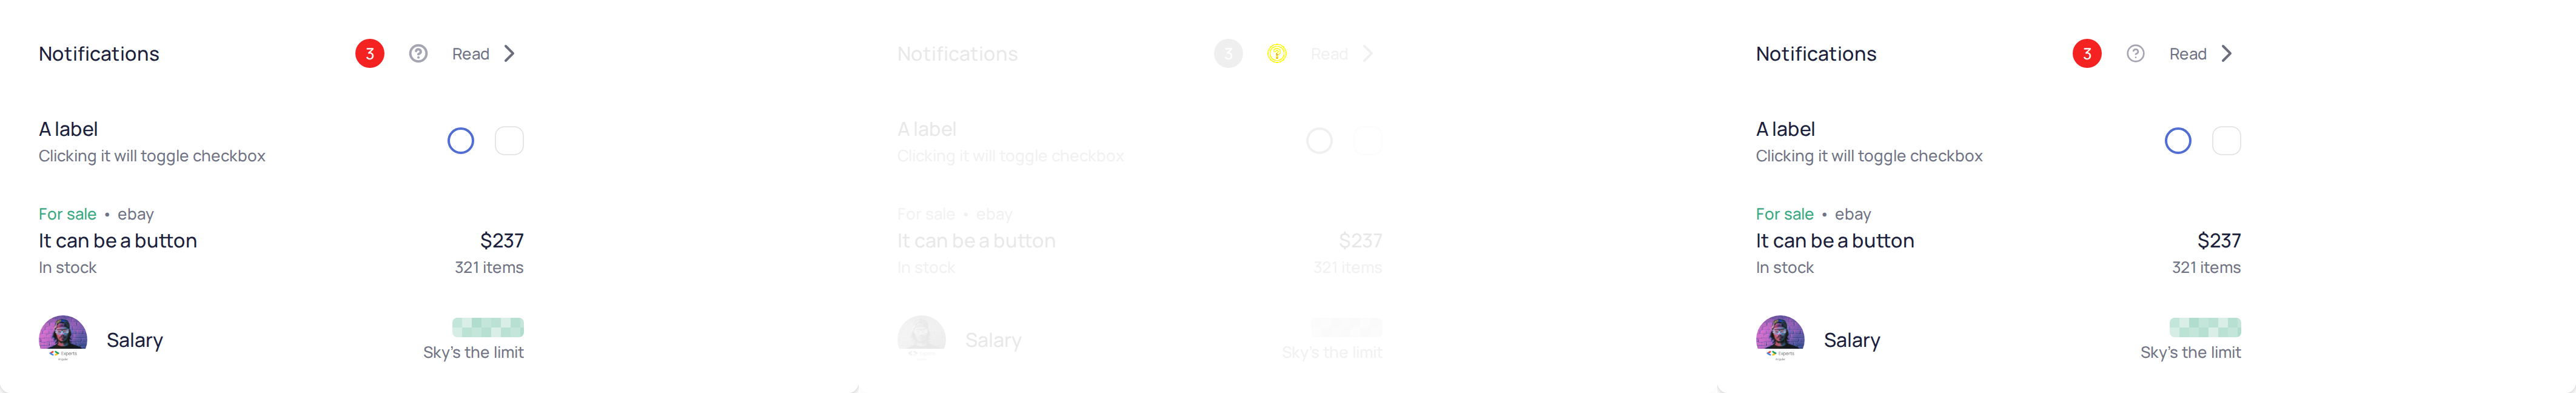 Notifications 3 ? Read
A label
Clicking it will toggle checkbox
For sale • ebay
It can be a button $237
In stock 321 items
Experts
Salary
Sky's the limit
Notifications 3 Read
A label
Clicking it will toggle checkbox
For sale • ebay
It can be a button $237
In stock 321 items
Salary
Sky's the limit
Notifications 3 ? Read
A label
Clicking it will toggle checkbox
For sale • ebay
It can be a button $237
In stock 321 items
Experts
Salary
Sky's the limit